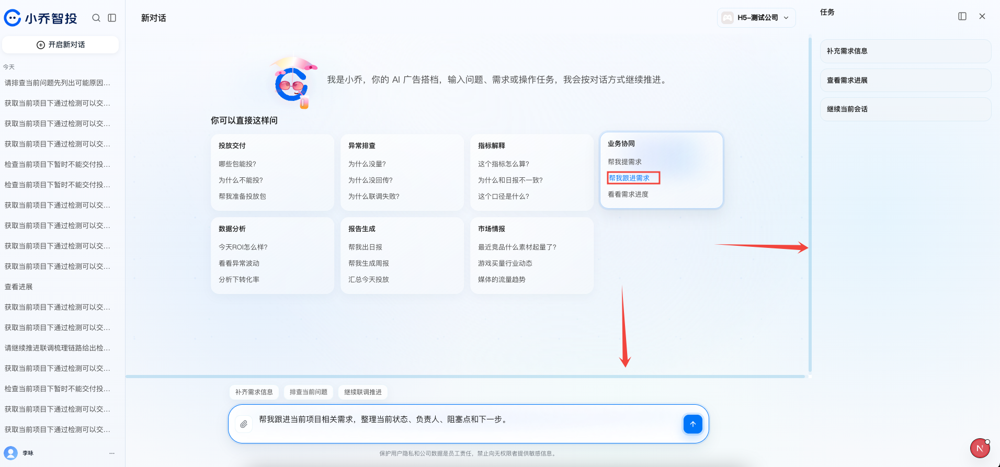 小乔智投
开启新对话
今天
请排查当前问题先列出可能原因...
获取当前项目下通过检测可以交...
获取当前项目下通过检测可以交...
获取当前项目下通过检测可以交...
检查当前项目下暂时不能交付投...
检查当前项目下暂时不能交付投...
获取当前项目下通过检测可以交...
获取当前项目下通过检测可以交...
获取当前项目下通过检测可以交...
获取当前项目下通过检测可以交...
查看进展
获取当前项目下通过检测可以交...
获取当前项目下通过检测可以交...
请继续推进联调梳理链路给出检...
获取当前项目下通过检测可以交...
检查当前项目下暂时不能交付投...
获取当前项目下通过检测可以交...
获取当前项目下通过检测可以交...
李咏
新对话
H5-测试公司
我是小乔，你的 AI 广告搭档，输入问题、需求或操作任务，我会按对话方式继续推进。
你可以直接这样问
投放交付
哪些包能投?
为什么不能投?
帮我准备投放包
异常排查
为什么没量?
为什么没回传?
为什么联调失败?
指标解释
这个指标怎么算?
为什么和日报不一致?
这个口径是什么?
业务协同
帮我提需求
帮我跟进需求
看看需求进度
数据分析
今天ROI怎么样?
看看异常波动
分析下转化率
报告生成
帮我出日报
帮我生成周报
汇总今天投放
市场情报
最近竞品什么素材起量了?
游戏买量行业动态
媒体的流量趋势
补齐需求信息
排查当前问题
继续联调推进
帮我跟进当前项目相关需求，整理当前状态、负责人、阻塞点和下一步。
保护用户隐私和公司数据是员工责任，禁止向无权限者提供敏感信息。
任务
补充需求信息
查看需求进展
继续当前会话
N